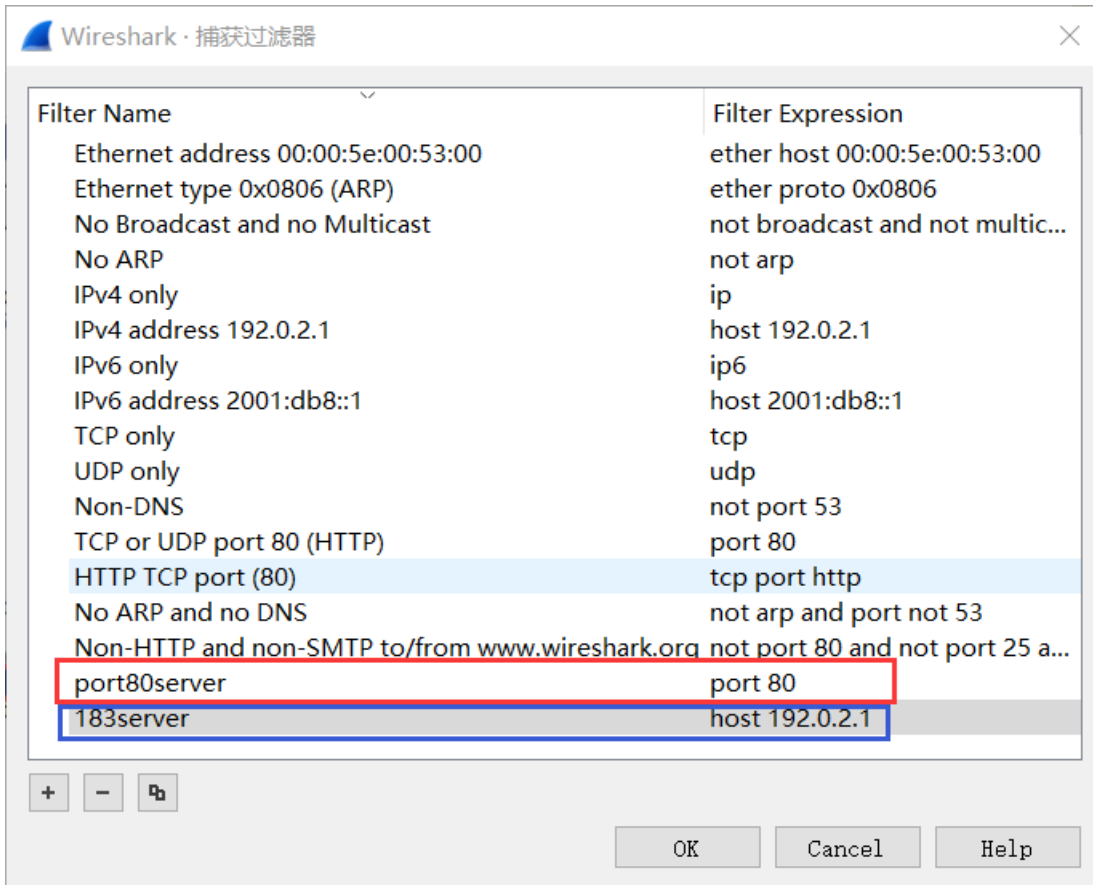 Wireshark · 捕获过滤器
Filter Name Filter Expression
Ethernet address 00:00:5e:00:53:00 ether host 00:00:5e:00:53:00
Ethernet type 0x0806 (ARP) ether proto 0x0806
No Broadcast and no Multicast not broadcast and not multic...
No ARP not arp
IPv4 only ip
IPv4 address 192.0.2.1 host 192.0.2.1
IPv6 only ip6
IPv6 address 2001:db8::1 host 2001:db8::1
TCP only tcp
UDP only udp
Non-DNS not port 53
TCP or UDP port 80 (HTTP) port 80
HTTP TCP port (80) tcp port http
No ARP and no DNS not arp and port not 53
Non-HTTP and non-SMTP to/from www.wireshark.org not port 80 and not port 25 a...
port80server port 80
183server host 192.0.2.1
OK Cancel Help